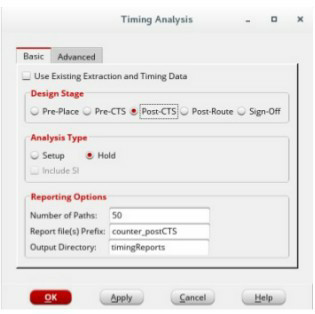 Timing Analysis
Basic Advanced
Use Existing Extraction and Timing Data
Design Stage
Pre-Place Pre-CTS Post-CTS Post-Route Sign-Off
Analysis Type
Setup Hold
Include SI
Reporting Options
Number of Paths: 50
Report file(s) Prefix: counter_postCTS
Output Directory: timingReports
OK Apply Cancel Help